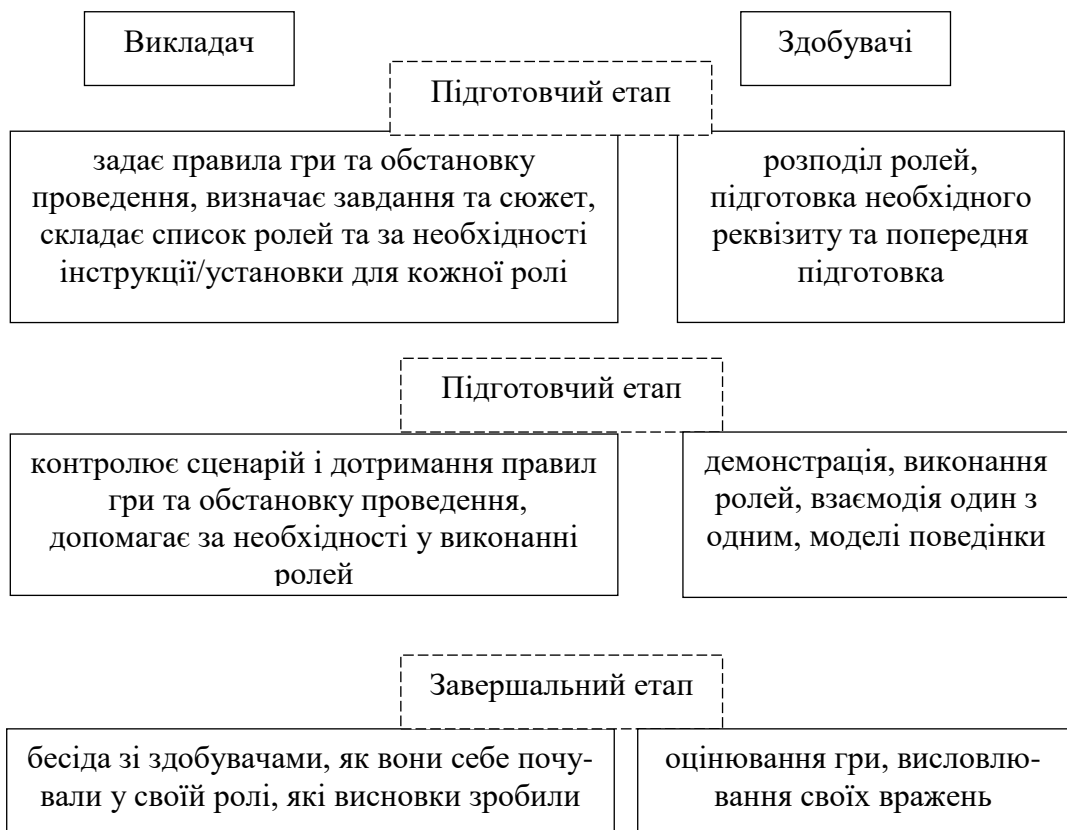 Викладач
Здобувачі
Підготовчий етап
задає правила гри та обстановку
проведення, визначає завдання та сюжет,
складає список ролей та за необхідності
інструкції/установки для кожної ролі
розподіл ролей,
підготовка необхідного
реквізиту та попередня
підготовка
Підготовчий етап
контролює сценарій і дотримання правил
гри та обстановку проведення,
допомагає за необхідності у виконанні
ролей
демонстрація, виконання
ролей, взаємодія один з
одним, моделі поведінки
Завершальний етап
бесіда зі здобувачами, як вони себе почу-
вали у своїй ролі, які висновки зробили
оцінювання гри, висловлю-
вання своїх вражень